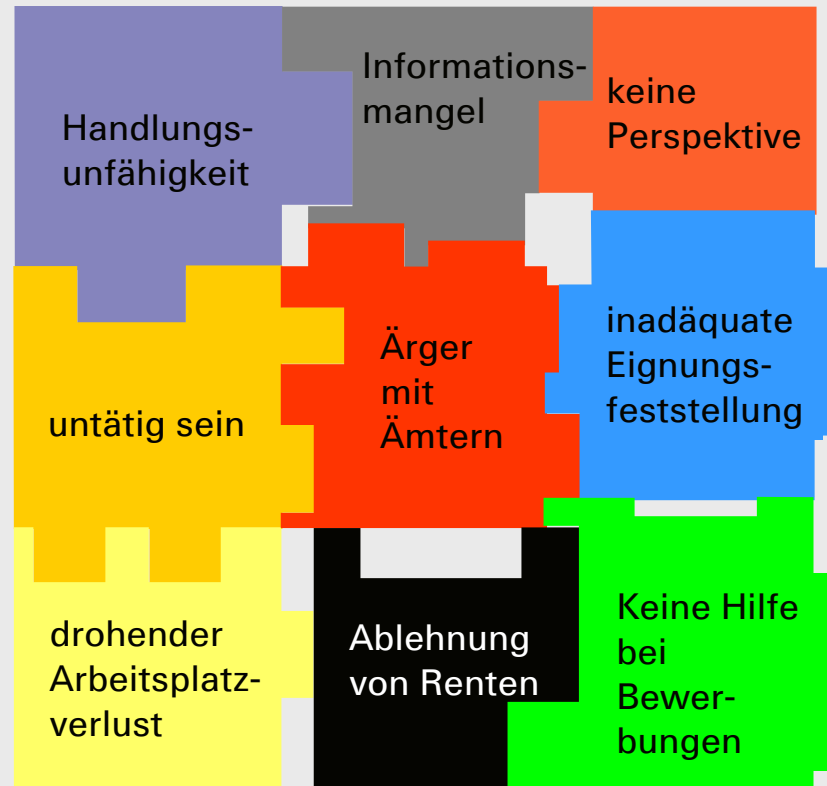 Handlungs-
unfähigkeit
Informations-
mangel
keine
Perspektive
untätig sein
Ärger
mit
Ämtern
inadäquate
Eignungs-
feststellung
drohender
Arbeitsplatz-
verlust
Ablehnung
von Renten
Keine Hilfe
bei
Bewer-
bungen